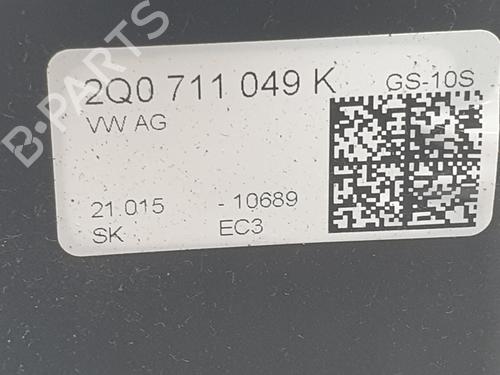 B-PARTS
2Q0 711 049 K GS-10S
VW AG
21.015 - 10689
SK EC3